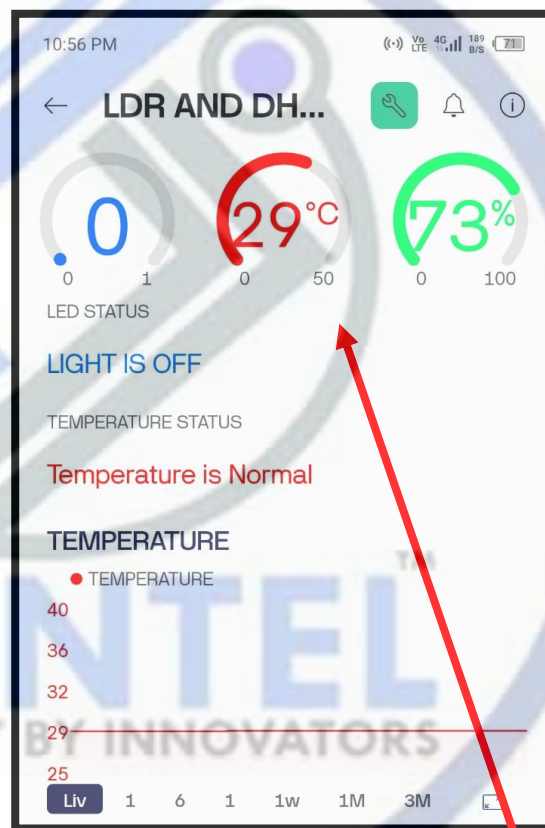 10:56 PM Vo LTE 4G 189 B/S 71
LDR AND DH...
0 29°C 73%
0 1 0 50 0 100
LED STATUS
LIGHT IS OFF
TEMPERATURE STATUS
Temperature is Normal
TEMPERATURE
TEMPERATURE
TM
40
36
32
NTEL
29
BY INNOVATORS
25
Liv 1 6 1 1w 1M 3M